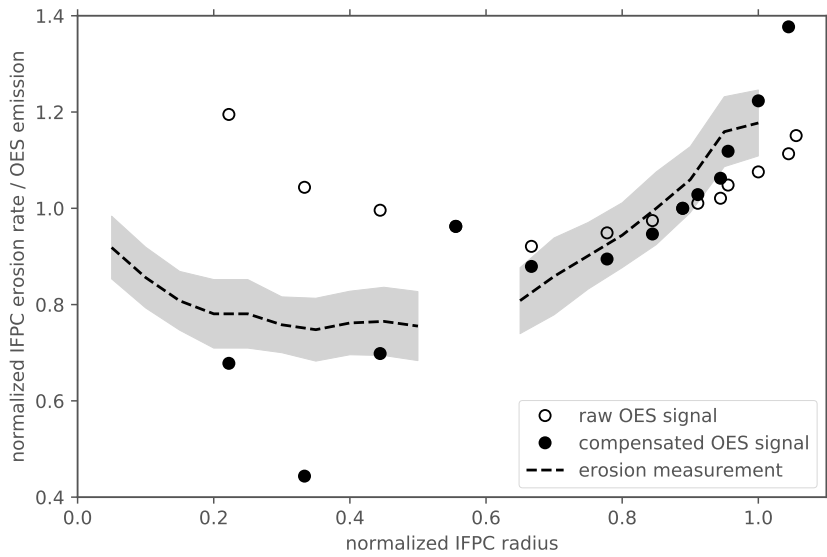 1.4
1.2
1.0
0.8
0.6
0.4
normalized IFPC erosion rate / OES emission
raw OES signal
compensated OES signal
erosion measurement
0.0 0.2 0.4 0.6 0.8 1.0
normalized IFPC radius